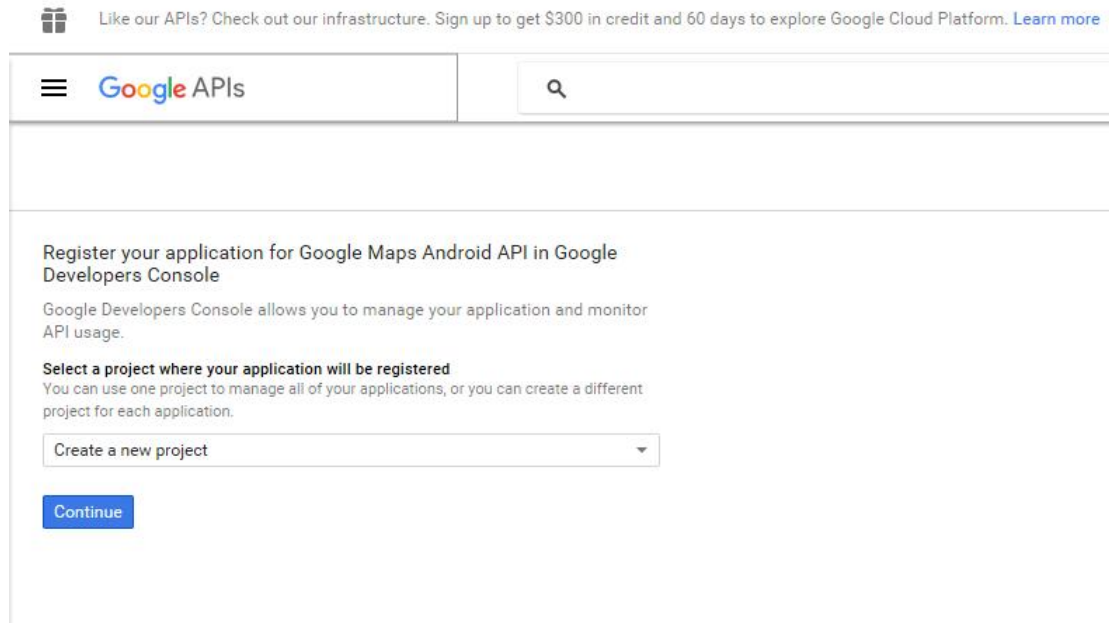 Like our APIs? Check out our infrastructure. Sign up to get $300 in credit and 60 days to explore Google Cloud Platform. Learn more
Google APIs
Register your application for Google Maps Android API in Google
Developers Console
Google Developers Console allows you to manage your application and monitor
API usage.
Select a project where your application will be registered
You can use one project to manage all of your applications, or you can create a different
project for each application.
Create a new project
Continue